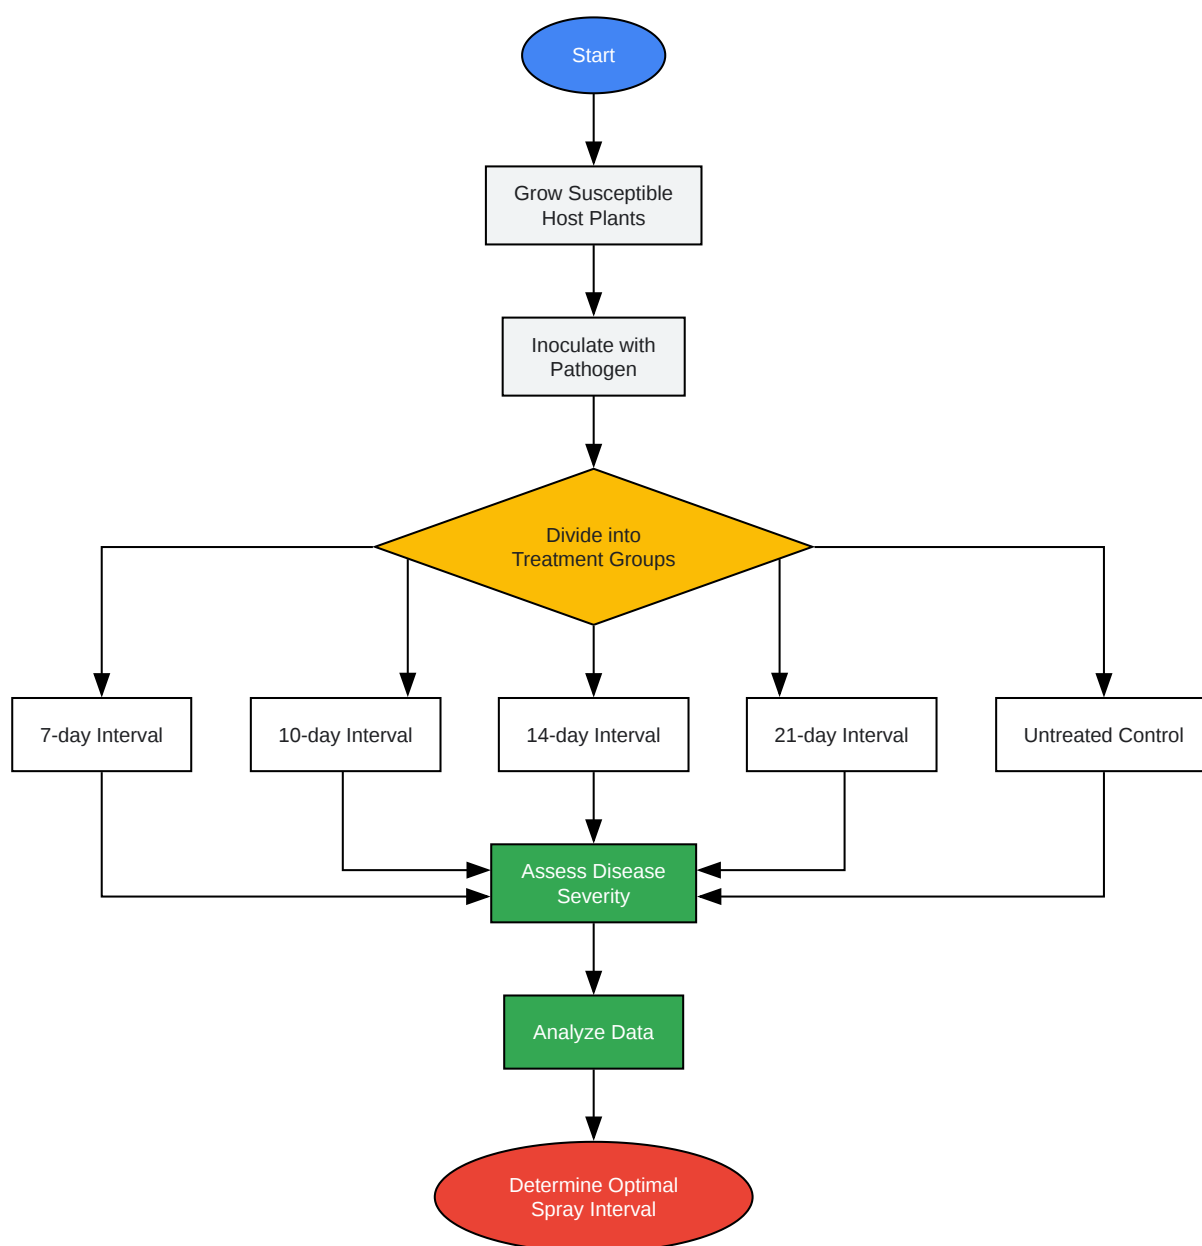 Start
Grow Susceptible
Host Plants
Inoculate with
Pathogen
Divide into
Treatment Groups
7-day Interval
10-day Interval
14-day Interval
21-day Interval
Untreated Control
Assess Disease
Severity
Analyze Data
Determine Optimal
Spray Interval